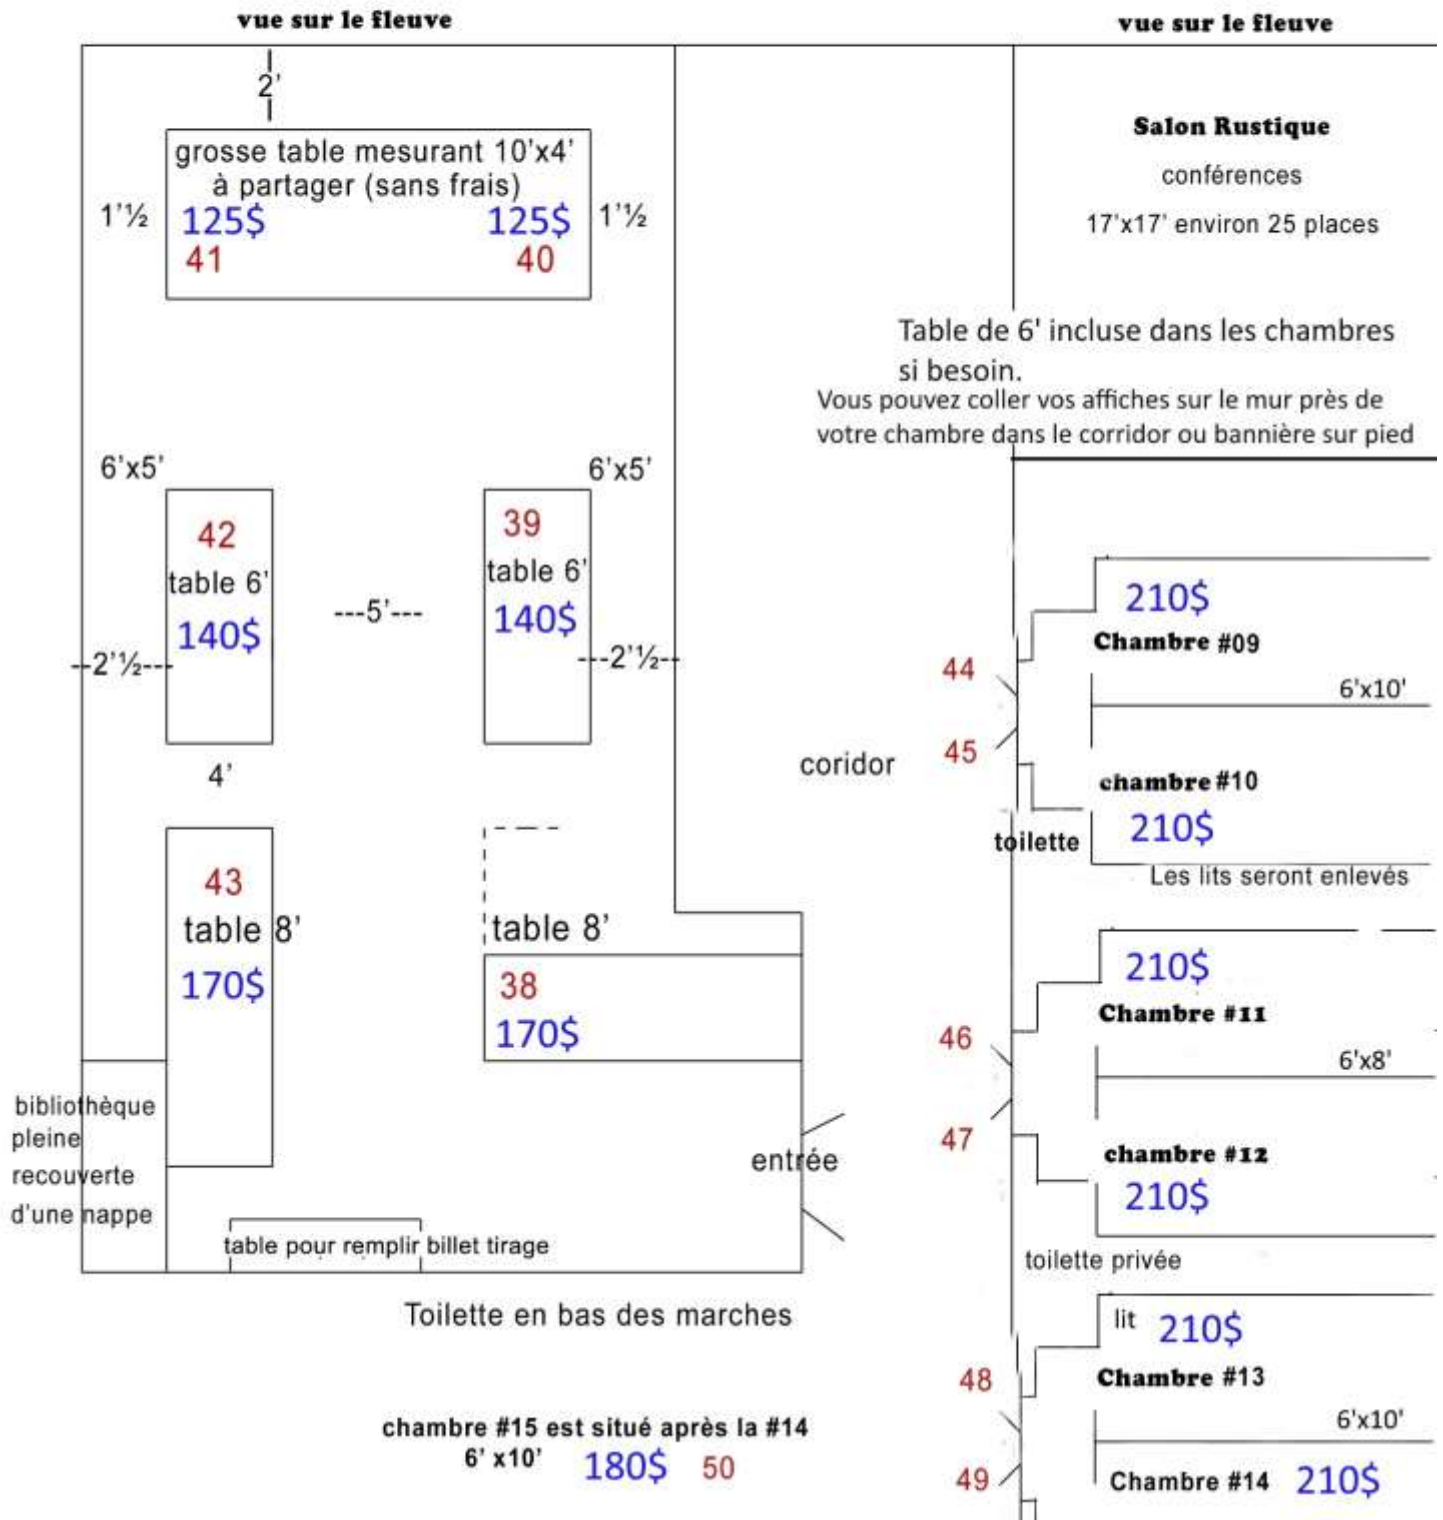 vue sur le fleuve
2'
grosse table mesurant 10'x4'
à partager (sans frais)
1'½
125$
125$
1'½
41
40
6'x5'
6'x5'
42
39
table 6'
table 6'
140$
---5'---
140$
--2'½---
---2'½---
4'
43
table 8'
table 8'
170$
38
170$
bibliothèque
pleine
recouverte
d'une nappe
entrée
table pour remplir billet tirage
Toilette en bas des marches
chambre #15 est situé après la #14
6' x10'
180$
50
vue sur le fleuve
Salon Rustique
conférences
17'x17' environ 25 places
Table de 6' incluse dans les chambres
si besoin.
Vous pouvez coller vos affiches sur le mur près de
votre chambre dans le corridor ou bannière sur pied
210$
Chambre #09
44
6'x10'
45
coridor
chambre #10
210$
toilette
Les lits seront enlevés
210$
Chambre #11
46
6'x8'
47
chambre #12
210$
toilette privée
lit
210$
48
Chambre #13
6'x10'
49
Chambre #14
210$